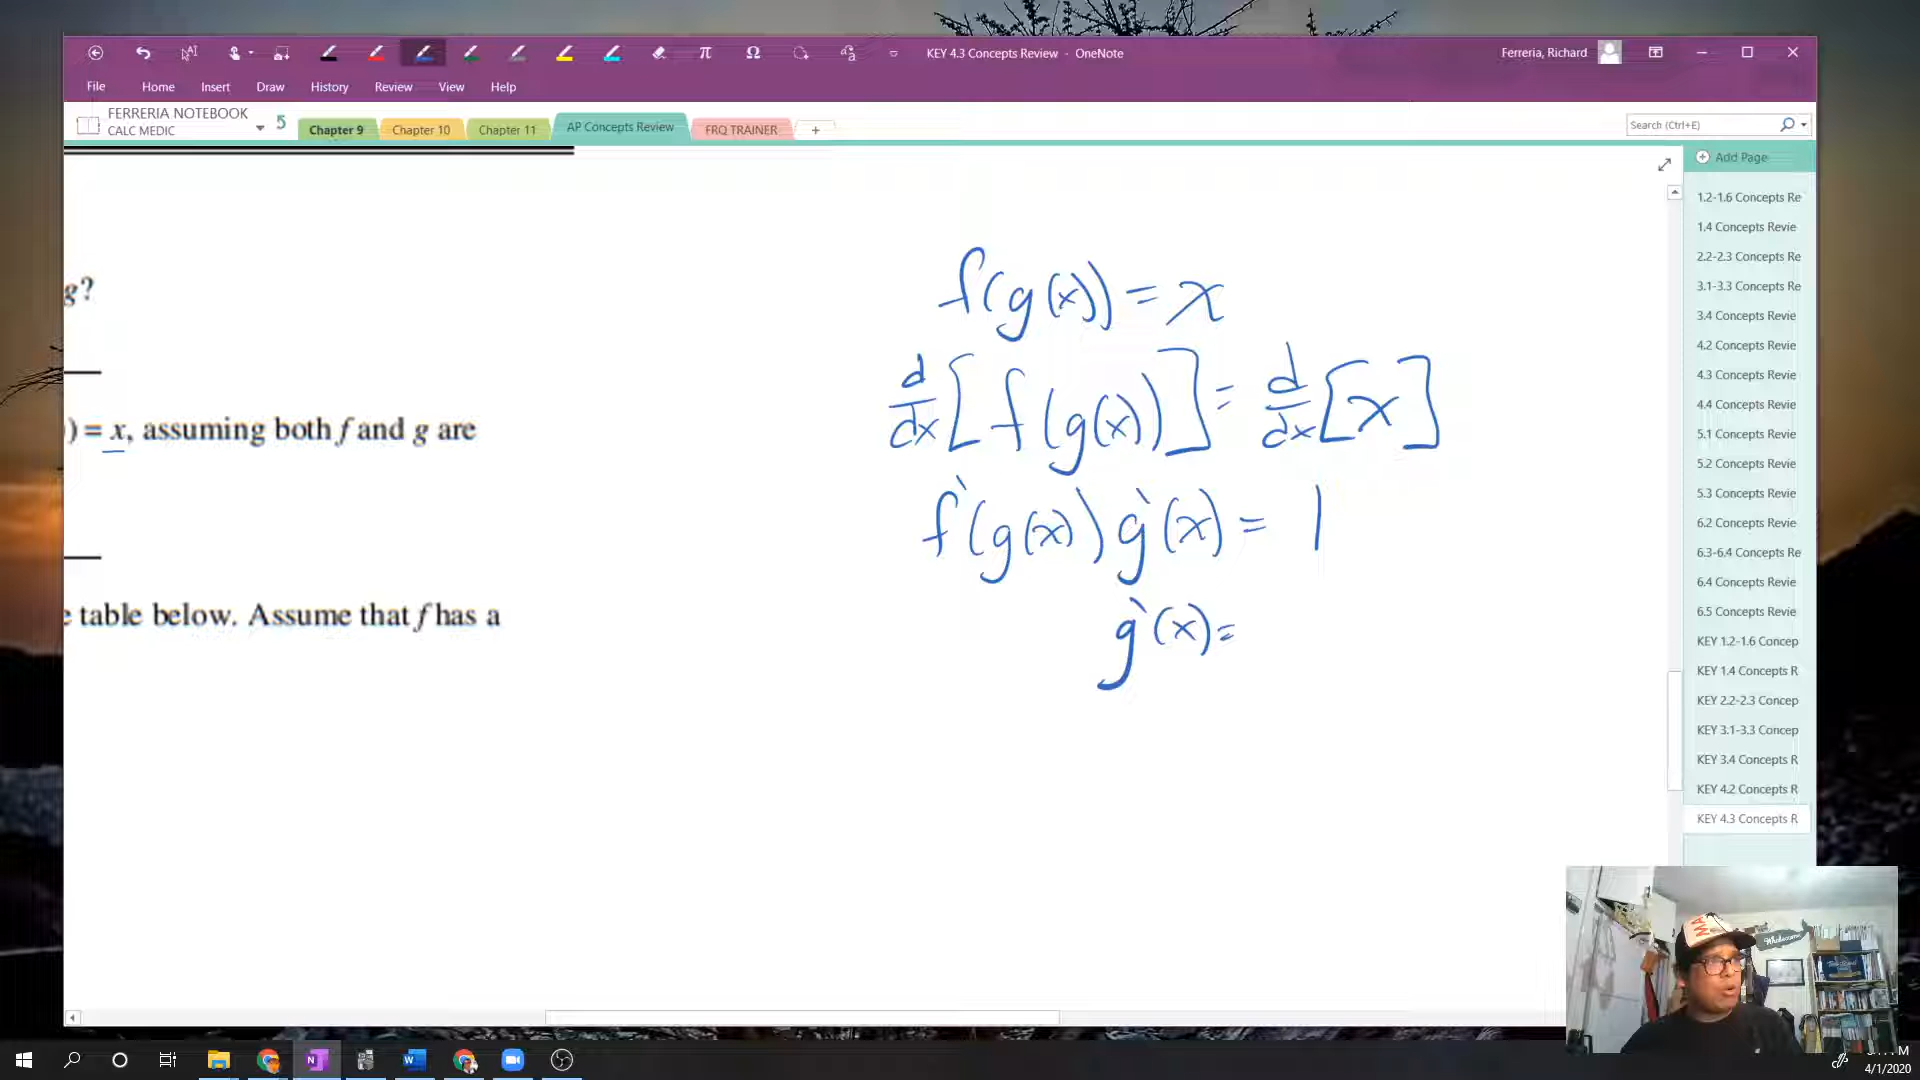 KEY 4.3 Concepts Review - OneNote
Ferreria, Richard
File Home Insert Draw History Review View Help
FERRERIA NOTEBOOK
CALC MEDIC
5
Chapter 9 Chapter 10 Chapter 11 AP Concepts Review FRQ TRAINER +
Search (Ctrl+E)
Add Page
g?
) = x, assuming both f and g are
e table below. Assume that f has a
f(g(x)) = x
d/dx [f(g(x))] = d/dx [x]
f'(g(x)) g'(x) = 1
g'(x) =
1.2-1.6 Concepts Re
1.4 Concepts Revie
2.2-2.3 Concepts Re
3.1-3.3 Concepts Re
3.4 Concepts Revie
4.2 Concepts Revie
4.3 Concepts Revie
4.4 Concepts Revie
5.1 Concepts Revie
5.2 Concepts Revie
5.3 Concepts Revie
6.2 Concepts Revie
6.3-6.4 Concepts Re
6.4 Concepts Revie
6.5 Concepts Revie
KEY 1.2-1.6 Concep
KEY 1.4 Concepts R
KEY 2.2-2.3 Concep
KEY 3.1-3.3 Concep
KEY 3.4 Concepts R
KEY 4.2 Concepts R
KEY 4.3 Concepts R
4/1/2020